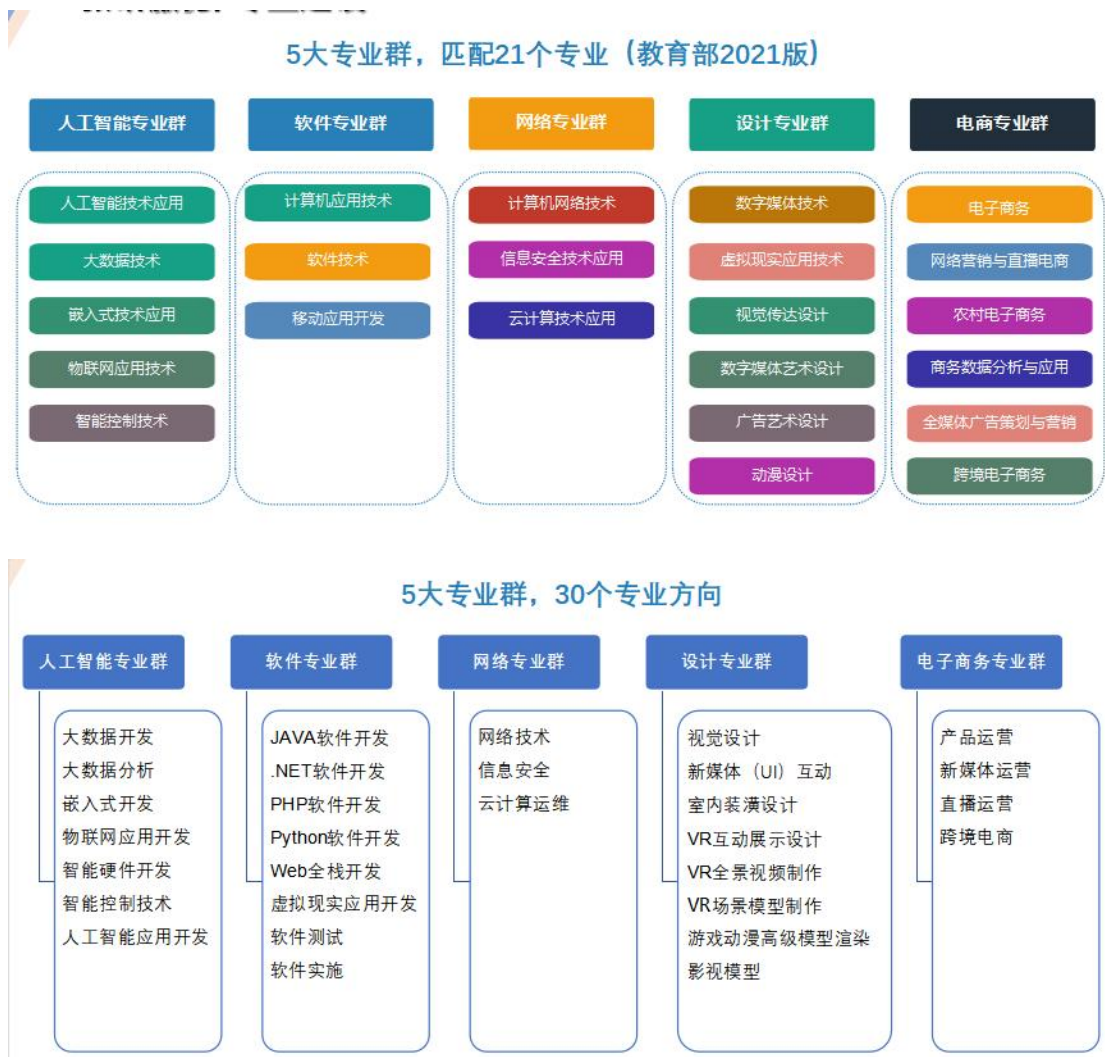 5大专业群，匹配21个专业（教育部2021版）
人工智能专业群
软件专业群
网络专业群
设计专业群
电商专业群
人工智能技术应用
大数据技术
嵌入式技术应用
物联网应用技术
智能控制技术
计算机应用技术
软件技术
移动应用开发
计算机网络技术
信息安全技术应用
云计算技术应用
数字媒体技术
虚拟现实应用技术
视觉传达设计
数字媒体艺术设计
广告艺术设计
动漫设计
电子商务
网络营销与直播电商
农村电子商务
商务数据分析与应用
全媒体广告策划与营销
跨境电子商务
5大专业群，30个专业方向
人工智能专业群
大数据开发
大数据分析
嵌入式开发
物联网应用开发
智能硬件开发
智能控制技术
人工智能应用开发
软件专业群
JAVA软件开发
.NET软件开发
PHP软件开发
Python软件开发
Web全栈开发
虚拟现实应用开发
软件测试
软件实施
网络专业群
网络技术
信息安全
云计算运维
设计专业群
视觉设计
新媒体（UI）互动
室内装潢设计
VR互动展示设计
VR全景视频制作
VR场景模型制作
游戏动漫高级模型渲染
影视模型
电子商务专业群
产品运营
新媒体运营
直播运营
跨境电商